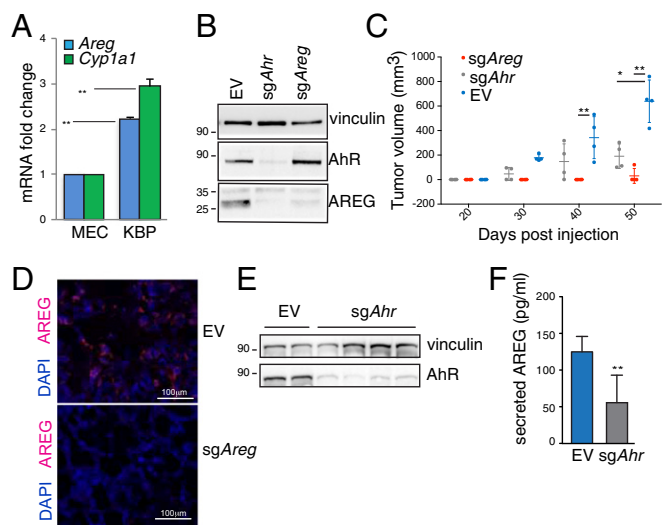 A
Areg
Cyp1a1
mRNA fold change
4
3
2
1
0
**
**
MEC KBP
B
EV
sgAhr
sgAreg
90
vinculin
90
AhR
35
25
AREG
C
Tumor volume (mm3)
1000
800
600
400
200
0
-200
sgAreg
sgAhr
EV
**
* **
20 30 40 50
Days post injection
D
DAPI AREG
EV
100μm
DAPI AREG
sgAreg
100μm
E
EV sgAhr
90
vinculin
90
AhR
F
secreted AREG (pg/ml)
200
150
100
50
0
**
EV sgAhr